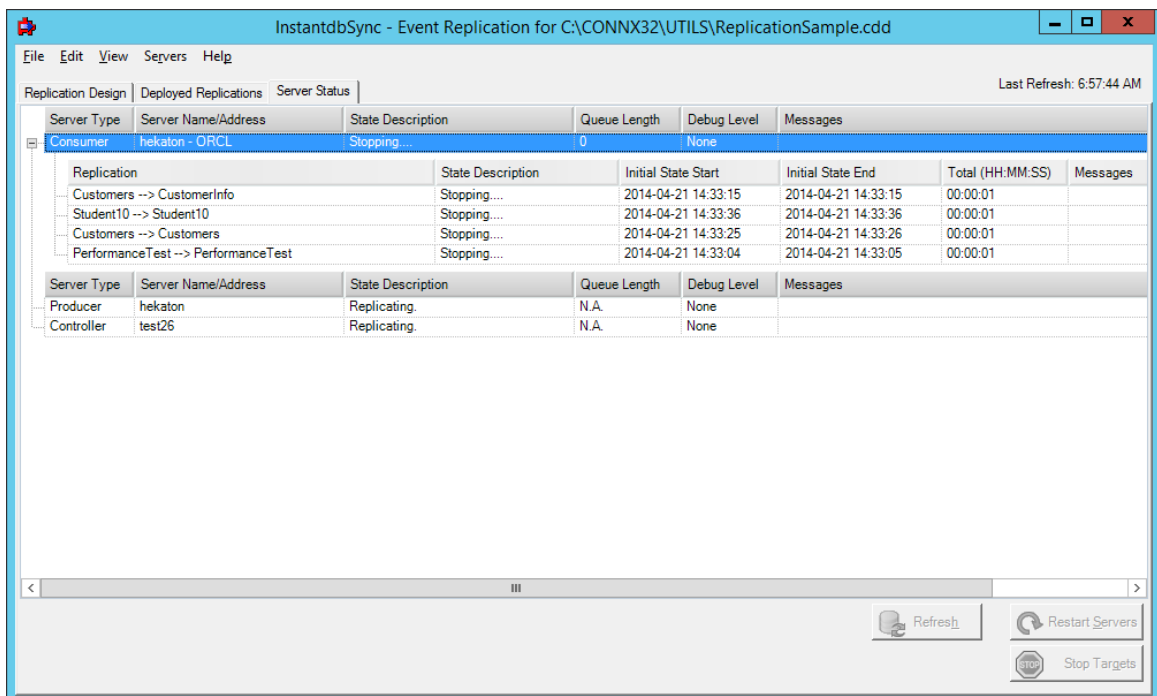 InstantdbSync - Event Replication for C:\CONNX32\UTILS\ReplicationSample.cdd
File Edit View Servers Help
Replication Design Deployed Replications Server Status Last Refresh: 6:57:44 AM
Server Type Server Name/Address State Description Queue Length Debug Level Messages
Consumer hekaton - ORCL Stopping.... 0 None
Replication State Description Initial State Start Initial State End Total (HH:MM:SS) Messages
Customers --> CustomerInfo Stopping.... 2014-04-21 14:33:15 2014-04-21 14:33:15 00:00:01
Student10 --> Student10 Stopping.... 2014-04-21 14:33:36 2014-04-21 14:33:36 00:00:01
Customers --> Customers Stopping.... 2014-04-21 14:33:25 2014-04-21 14:33:26 00:00:01
PerformanceTest --> PerformanceTest Stopping.... 2014-04-21 14:33:04 2014-04-21 14:33:05 00:00:01
Server Type Server Name/Address State Description Queue Length Debug Level Messages
Producer hekaton Replicating. N.A. None
Controller test26 Replicating. N.A. None
Refresh Restart Servers
STOP Stop Targets